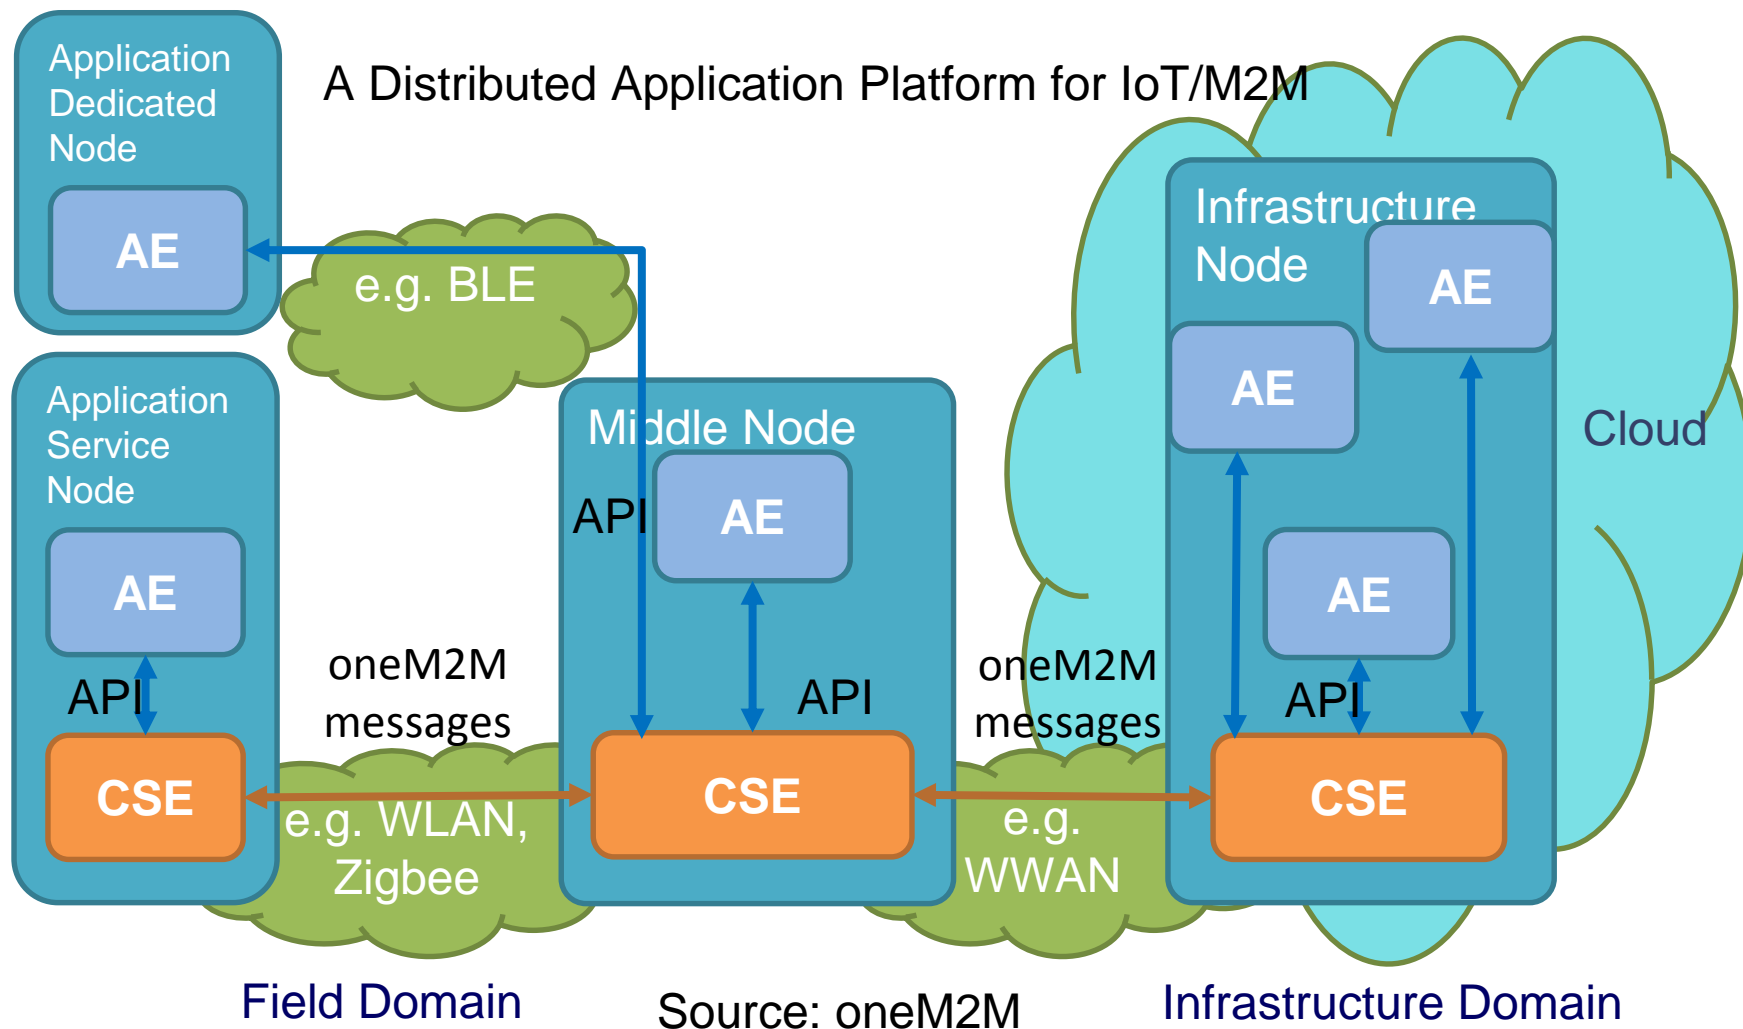 A Distributed Application Platform for IoT/M2M
Application
Dedicated
Node
AE
e.g. BLE
Application
Service
Node
AE
API
CSE
oneM2M
messages
e.g. WLAN,
Zigbee
Middle Node
API
AE
API
CSE
oneM2M
messages
e.g.
WWAN
Infrastructure
Node
AE
AE
AE
API
CSE
Cloud
Field Domain
Source: oneM2M
Infrastructure Domain